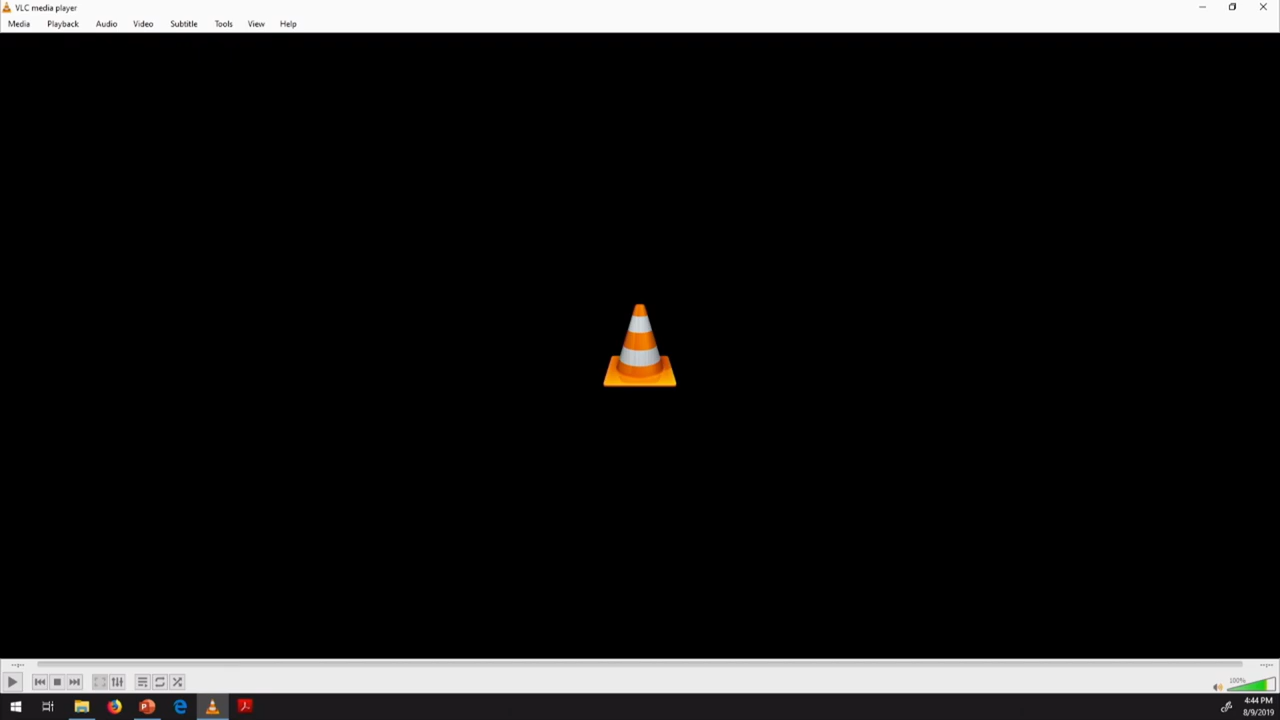 VLC media player
Media Playback Audio Video Subtitle Tools View Help
--:-- --:--
100%
4:44 PM
8/9/2019